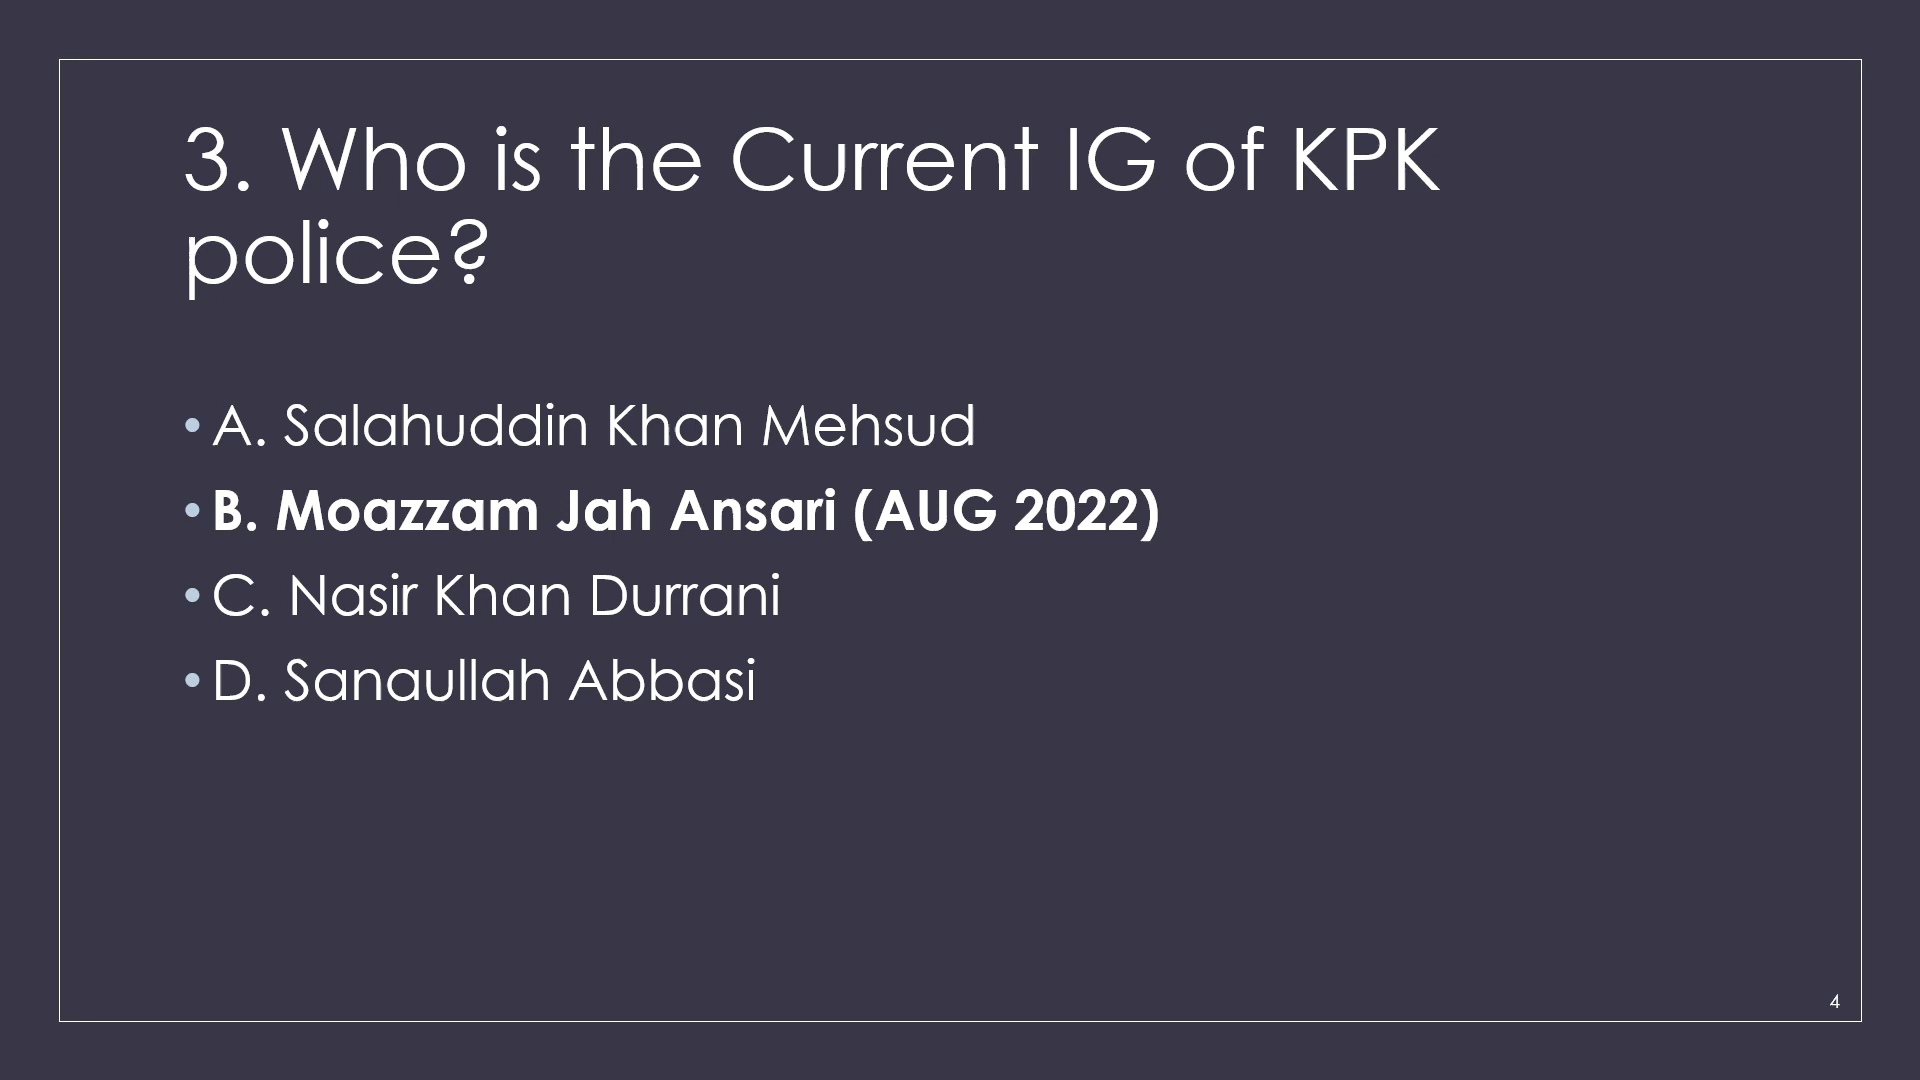 3. Who is the Current IG of KPK
police?
• A. Salahuddin Khan Mehsud
• B. Moazzam Jah Ansari (AUG 2022)
• C. Nasir Khan Durrani
• D. Sanaullah Abbasi
4